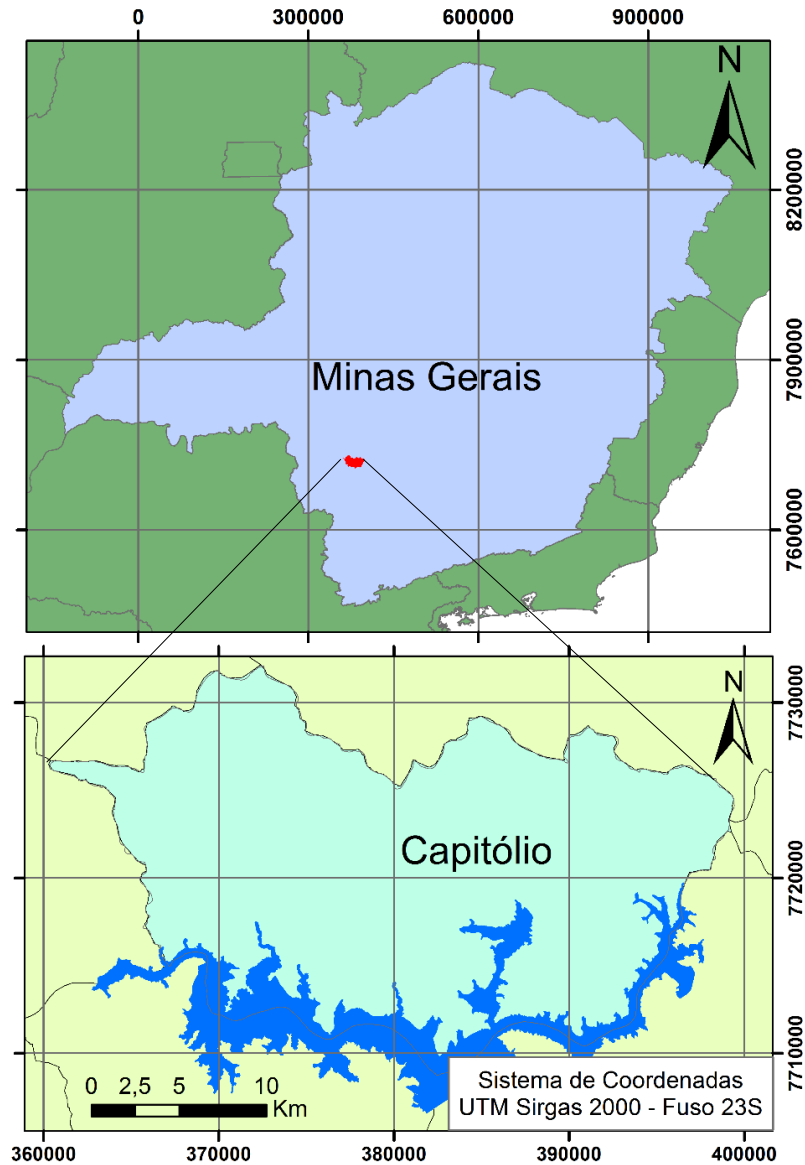 0 300000 600000 900000
N
8200000
7900000
Minas Gerais
7600000
7730000
N
Capitólio
7720000
7710000
0 2,5 5 10
Km
Sistema de Coordenadas
UTM Sirgas 2000 - Fuso 23S
360000 370000 380000 390000 400000